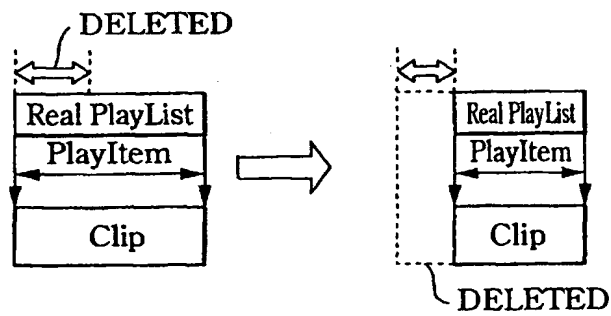 DELETED
Real PlayList
PlayItem
Clip
Real PlayList
PlayItem
Clip
DELETED